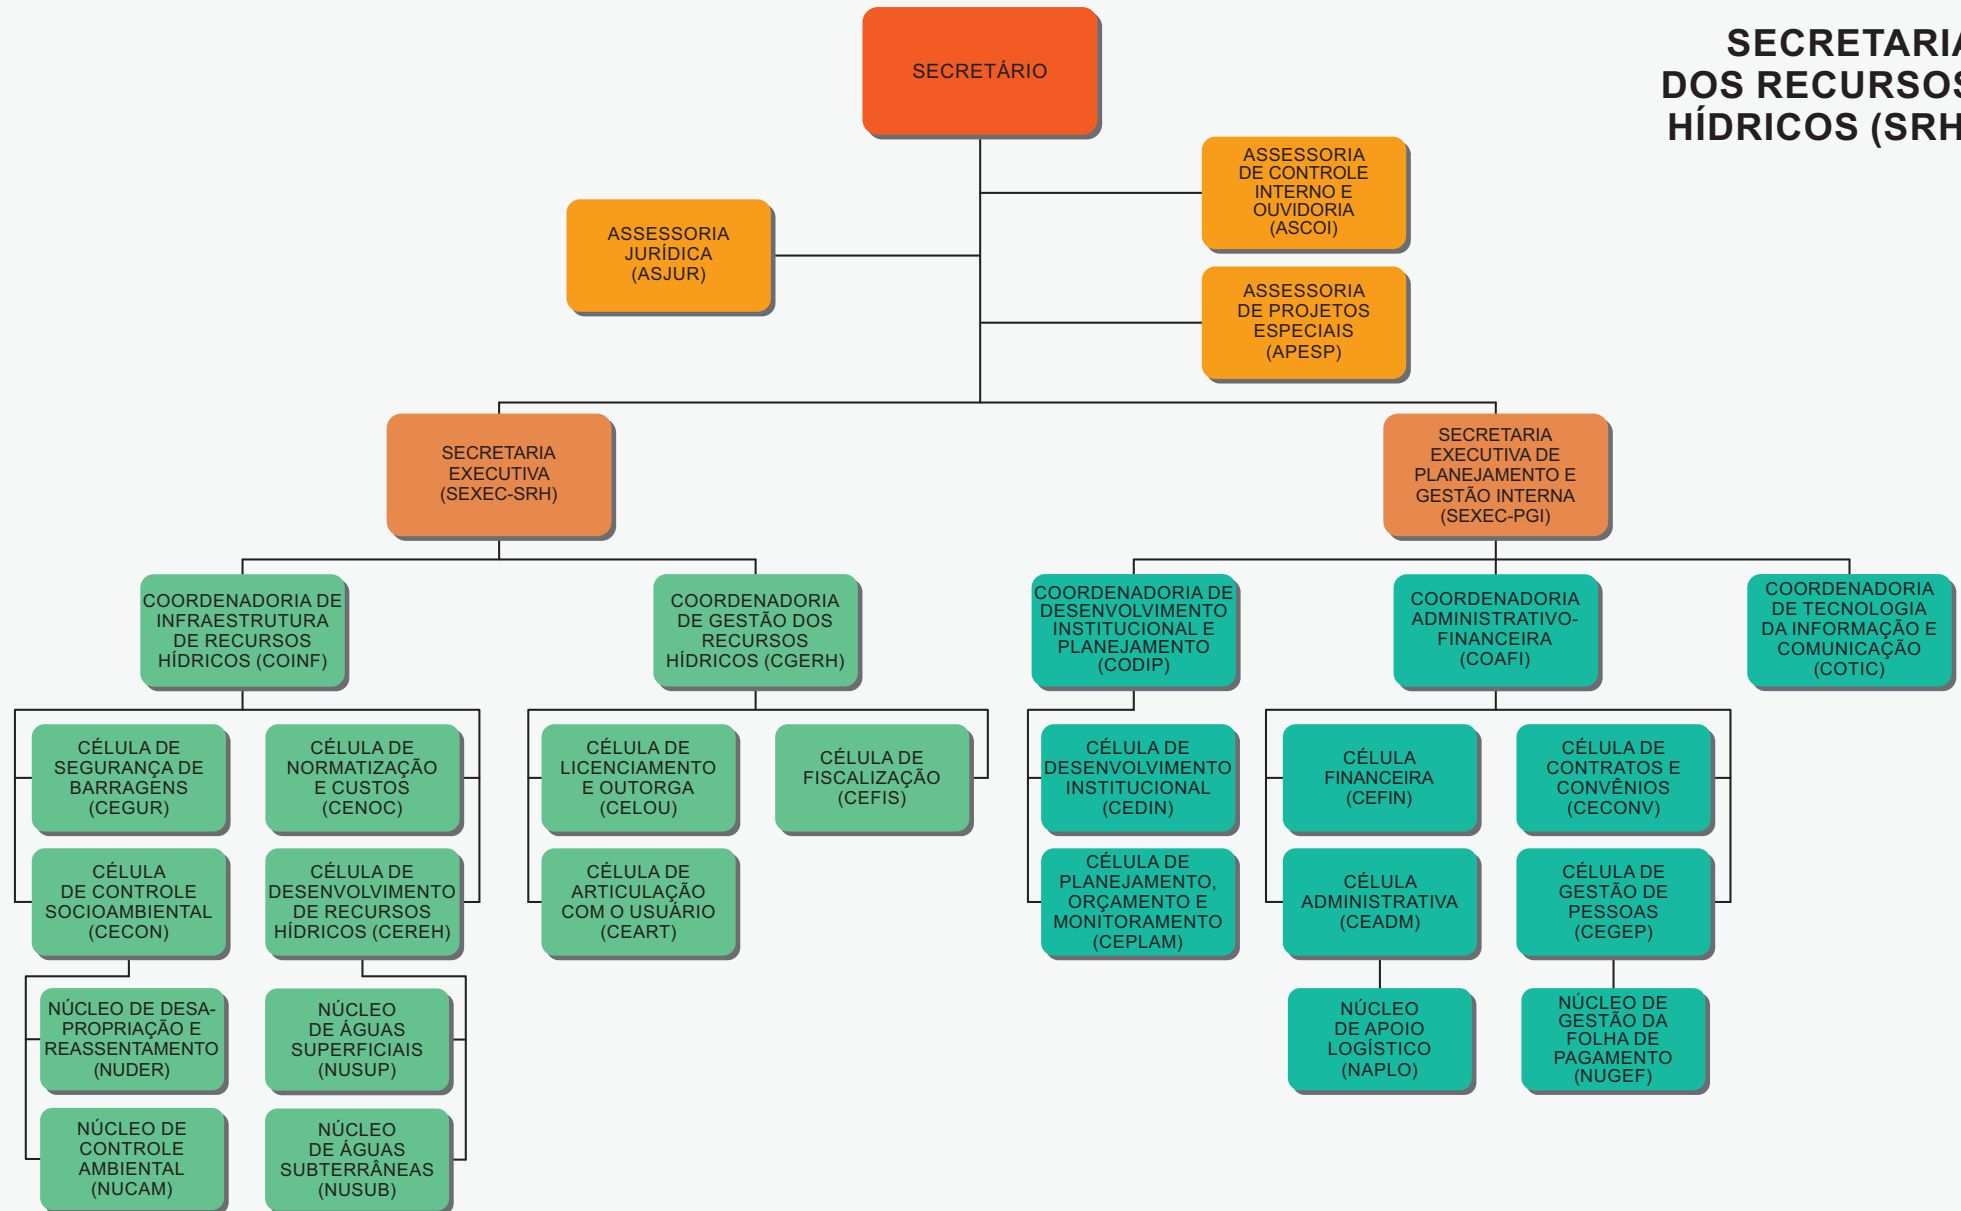 SECRETÁRIO
SECRETARIA
DOS RECURSOS
HÍDRICOS (SRH
ASSESSORIA
DE CONTROLE
INTERNO E
OUVIDORIA
(ASCOI)
ASSESSORIA
JURÍDICA
(ASJUR)
ASSESSORIA
DE PROJETOS
ESPECIAIS
(APESP)
SECRETARIA
EXECUTIVA
(SEXEC-SRH)
SECRETARIA
EXECUTIVA DE
PLANEJAMENTO E
GESTÃO INTERNA
(SEXEC-PGI)
COORDENADORIA DE
INFRAESTRUTURA
DE RECURSOS
HÍDRICOS (COINF)
COORDENADORIA
DE GESTÃO DOS
RECURSOS
HÍDRICOS (CGERH)
COORDENADORIA DE
DESENVOLVIMENTO
INSTITUCIONAL E
PLANEJAMENTO
(CODIP)
COORDENADORIA
ADMINISTRATIVO-
FINANCEIRA
(COAFI)
COORDENADORIA
DE TECNOLOGIA
DA INFORMAÇÃO E
COMUNICAÇÃO
(COTIC)
CÉLULA DE
SEGURANÇA DE
BARRAGENS
(CEGUR)
CÉLULA DE
NORMATIZAÇÃO
E CUSTOS
(CENOC)
CÉLULA DE
LICENCIAMENTO
E OUTORGA
(CELOU)
CÉLULA DE
FISCALIZAÇÃO
(CEFIS)
CÉLULA DE
DESENVOLVIMENTO
INSTITUCIONAL
(CEDIN)
CÉLULA
FINANCEIRA
(CEFIN)
CÉLULA DE
CONTRATOS E
CONVÊNIOS
(CECONV)
CÉLULA
DE CONTROLE
SOCIOAMBIENTAL
(CECON)
CÉLULA DE
DESENVOLVIMENTO
DE RECURSOS
HÍDRICOS (CEREH)
CÉLULA DE
ARTICULAÇÃO
COM O USUÁRIO
(CEART)
CÉLULA DE
PLANEJAMENTO,
ORÇAMENTO E
MONITORAMENTO
(CEPLAM)
CÉLULA
ADMINISTRATIVA
(CEADM)
CÉLULA DE
GESTÃO DE
PESSOAS
(CEGEP)
NÚCLEO DE DESA-
PROPRIAÇÃO E
REASSENTAMENTO
(NUDER)
NÚCLEO
DE ÁGUAS
SUPERFICIAIS
(NUSUP)
NÚCLEO
DE APOIO
LOGÍSTICO
(NAPLO)
NÚCLEO DE
GESTÃO DA
FOLHA DE
PAGAMENTO
(NUGEF)
NÚCLEO DE
CONTROLE
AMBIENTAL
(NUCAM)
NÚCLEO
DE ÁGUAS
SUBTERRÂNEAS
(NUSUB)